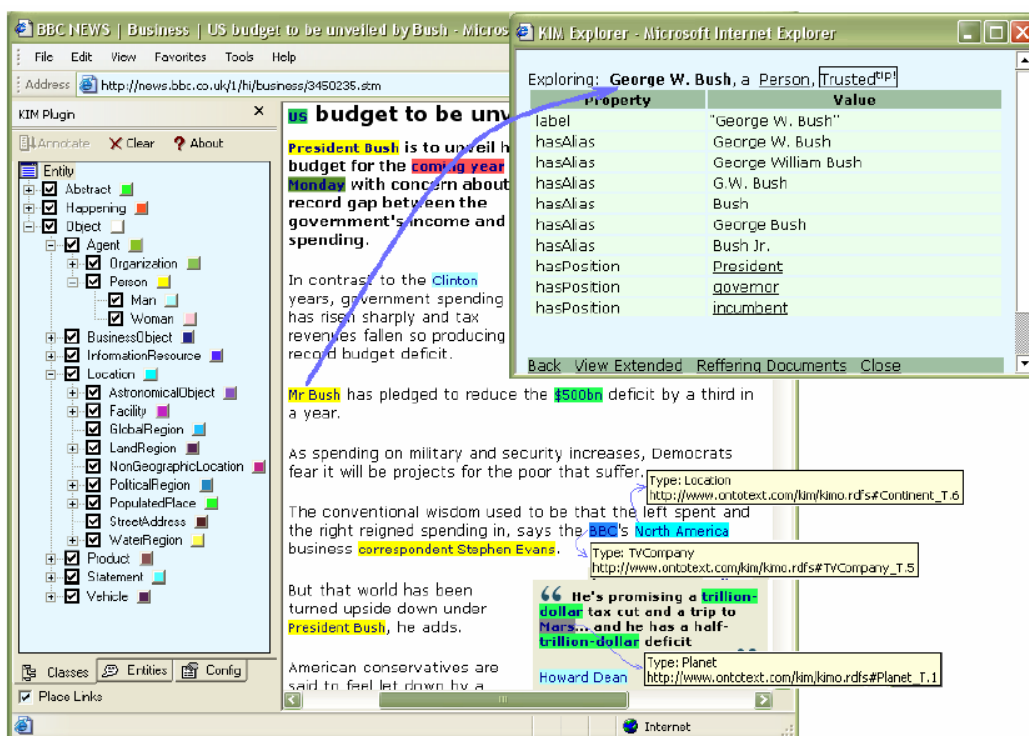 BBC NEWS | Business | US budget to be unveiled by Bush - Micros
File Edit View Favorites Tools Help
Address http://news.bbc.co.uk/1/hi/business/3450235.stm
KIM Plugin
Annotate Clear ? About
Entity
Abstract
Happening
Object
Agent
Organization
Person
Man
Woman
BusinessObject
InformationResource
Location
AstronomicalObject
Facility
GlobalRegion
LandRegion
NonGeographicLocation
PoliticalRegion
PopulatedPlace
StreetAddress
WaterRegion
Product
Statement
Vehicle
Classes Entities Config
Place Links
US budget to be unv
President Bush is to unveil h
budget for the coming year
Monday with concern about
record gap between the
government's income and
spending.
In contrast to the Clinton
years, government spending
has risen sharply and tax
revenues fallen so producing
record budget deficit.
Mr Bush has pledged to reduce the $500bn deficit by a third in
a year.
As spending on military and security increases, Democrats
fear it will be projects for the poor that suffer.
The conventional wisdom used to be that the left spent and
the right reigned spending in, says the BBC's North America
business correspondent Stephen Evans.
But that world has been
turned upside down under
President Bush, he adds.
American conservatives are
said to feel let down by a
“ He's promising a trillion-
dollar tax cut and a trip to
Mars... and he has a half-
trillion-dollar deficit
Howard Dean
Type: Location
http://www.ontotext.com/kim/kimo.rdfs#Continent_T.6
Type: TVCompany
http://www.ontotext.com/kim/kimo.rdfs#TVCompany_T.5
Type: Planet
http://www.ontotext.com/kim/kimo.rdfs#Planet_T.1
Internet
KIM Explorer - Microsoft Internet Explorer
Exploring: George W. Bush, a Person, Trusted tip!
Property Value
label "George W. Bush"
hasAlias George W. Bush
hasAlias George William Bush
hasAlias G.W. Bush
hasAlias Bush
hasAlias George Bush
hasAlias Bush Jr.
hasPosition President
hasPosition governor
hasPosition incumbent
Back View Extended Reffering Documents Close